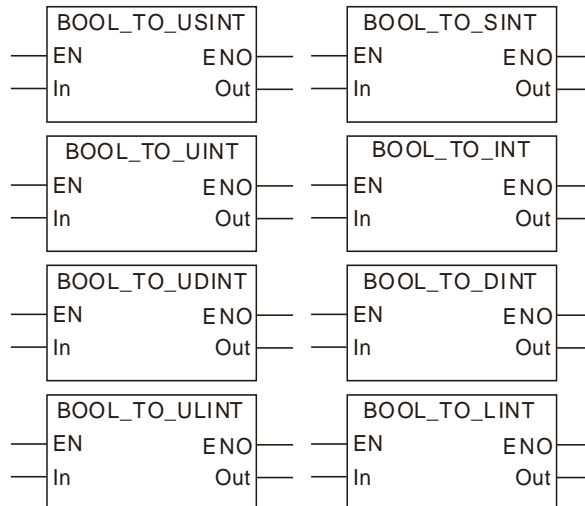 BOOL_TO_USINT
EN ENO
In Out
BOOL_TO_SINT
EN ENO
In Out
BOOL_TO_UINT
EN ENO
In Out
BOOL_TO_INT
EN ENO
In Out
BOOL_TO_UDINT
EN ENO
In Out
BOOL_TO_DINT
EN ENO
In Out
BOOL_TO_ULINT
EN ENO
In Out
BOOL_TO_LINT
EN ENO
In Out